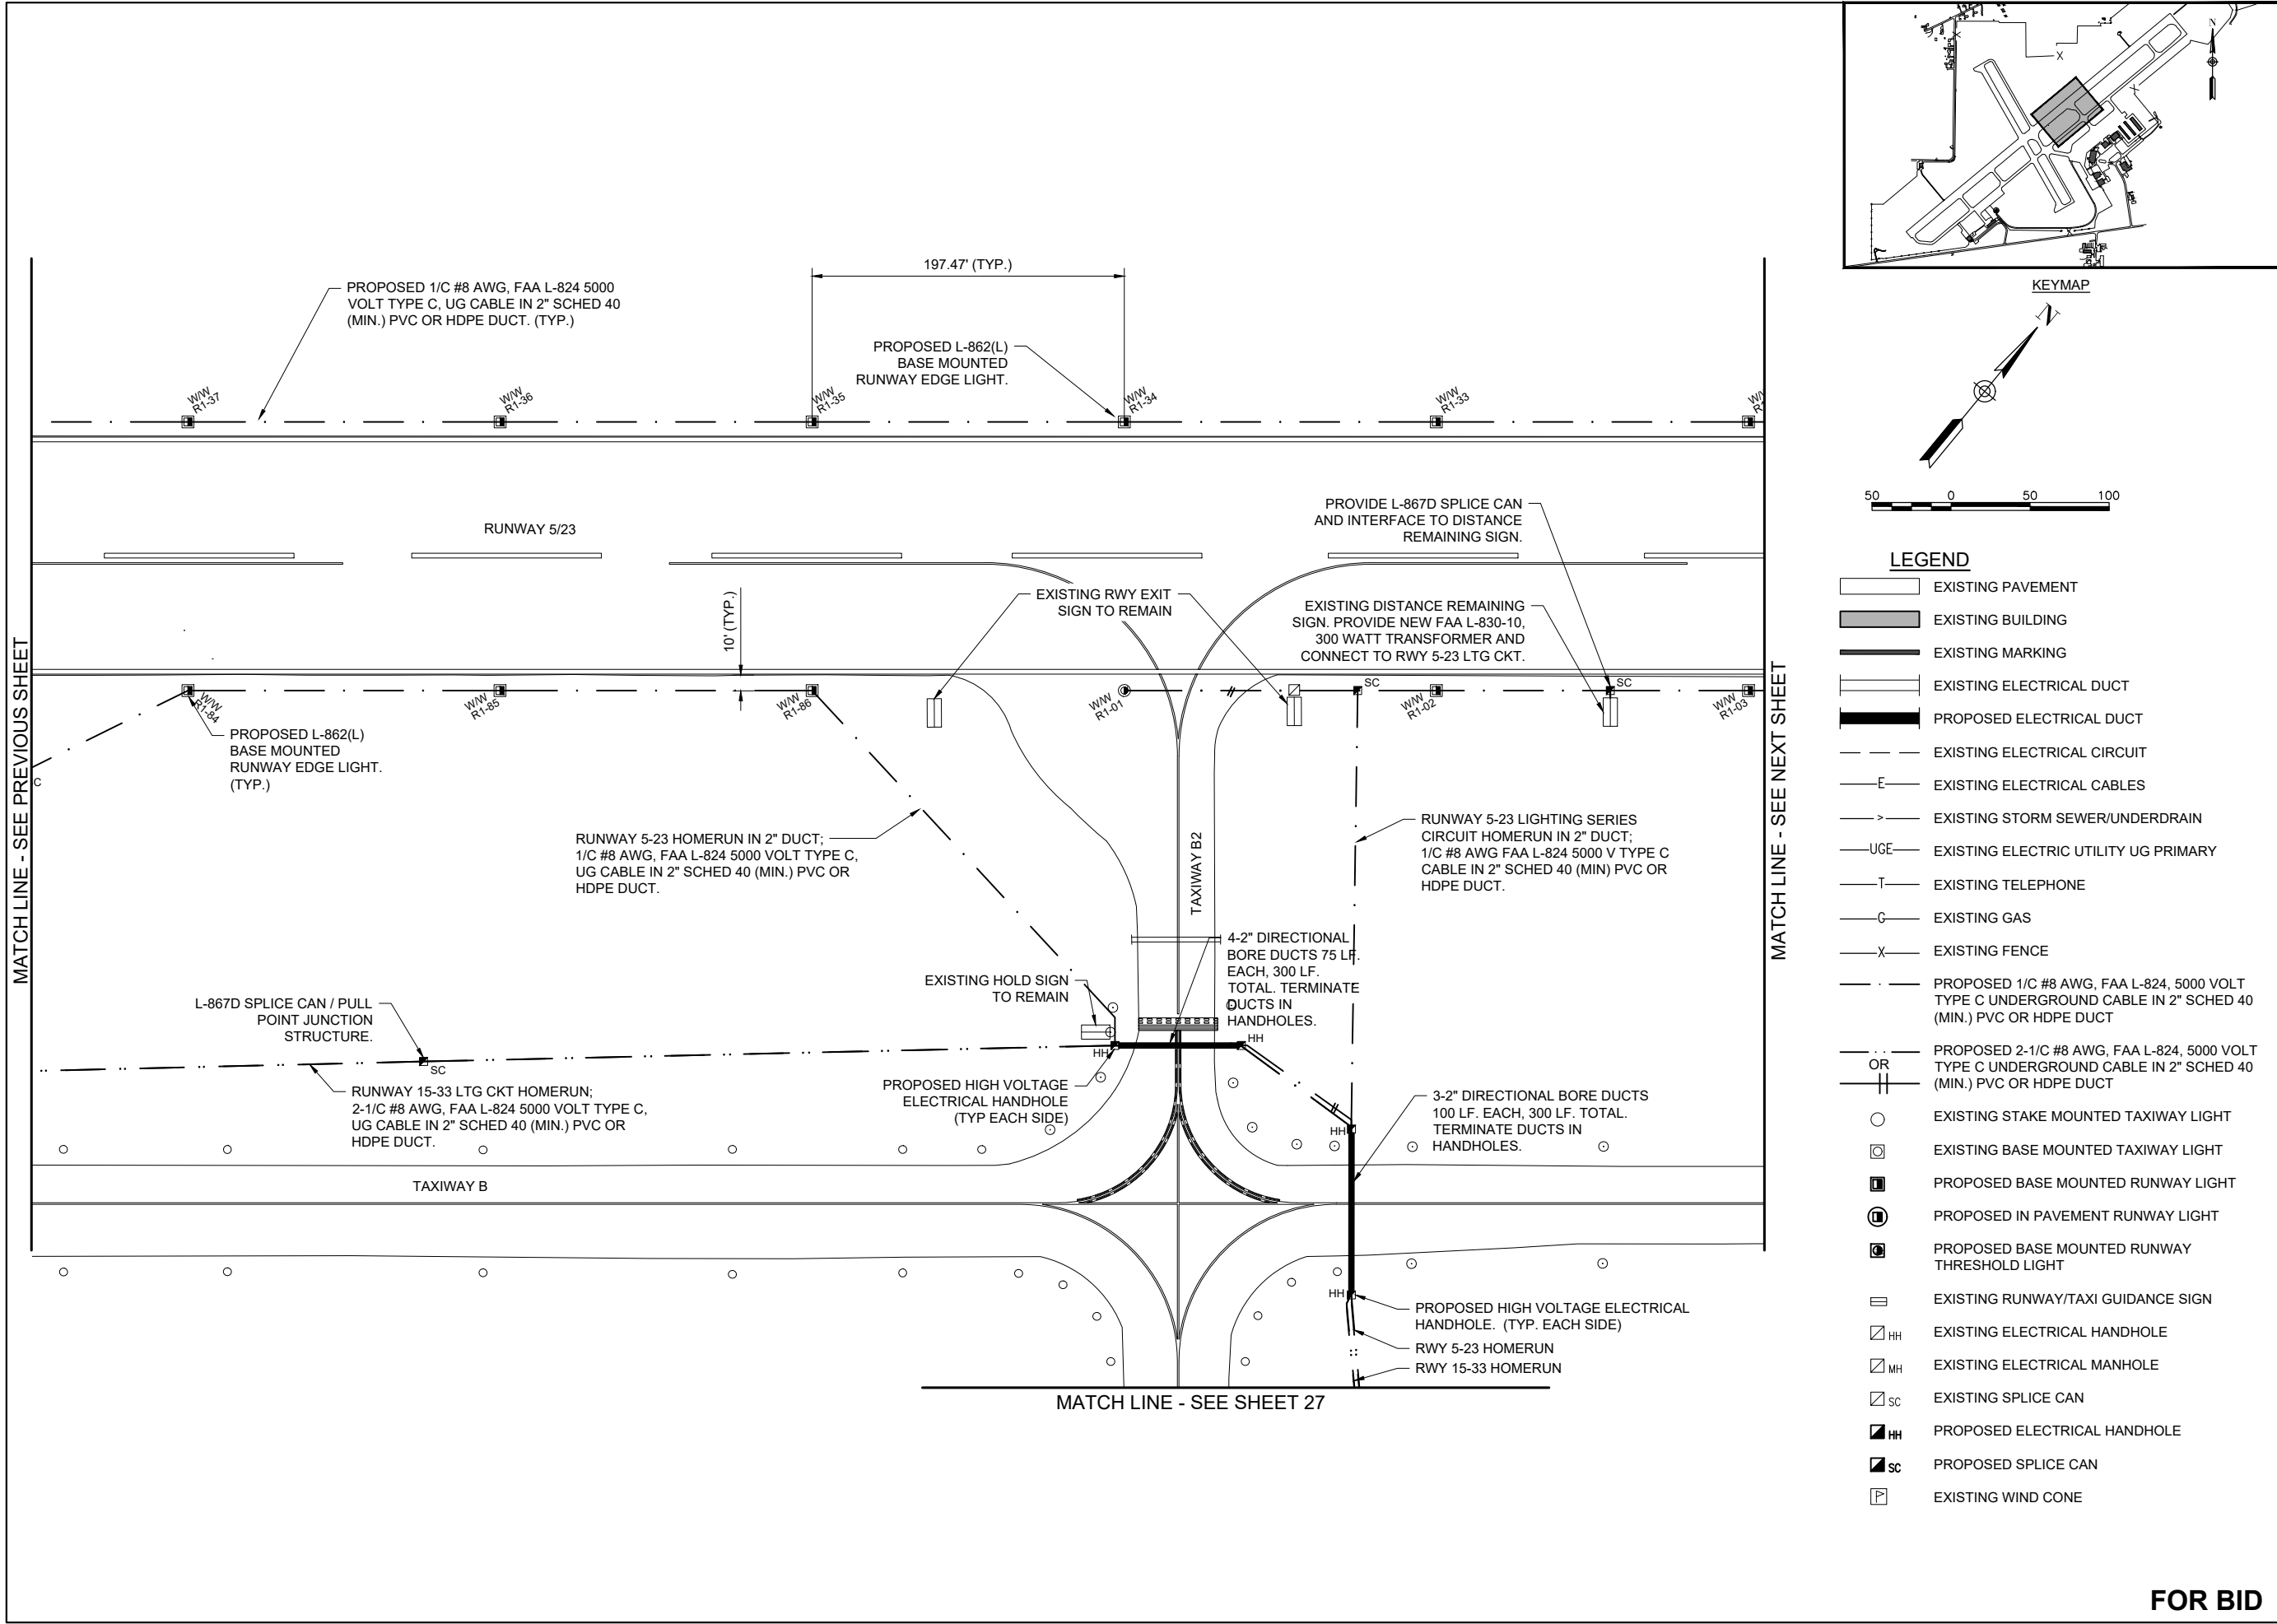 N
X
X
X
X
X
KEYMAP
N
50 0 50 100
197.47' (TYP.)
PROPOSED 1/C #8 AWG, FAA L-824 5000
VOLT TYPE C, UG CABLE IN 2" SCHED 40
(MIN.) PVC OR HDPE DUCT. (TYP.)
PROPOSED L-862(L)
BASE MOUNTED
RUNWAY EDGE LIGHT.
W/W
R1-37
W/W
R1-36
W/W
R1-35
W/W
R1-34
W/W
R1-33
RUNWAY 5/23
PROVIDE L-867D SPLICE CAN
AND INTERFACE TO DISTANCE
REMAINING SIGN.
10' (TYP.)
EXISTING RWY EXIT
SIGN TO REMAIN
EXISTING DISTANCE REMAINING
SIGN. PROVIDE NEW FAA L-830-10,
300 WATT TRANSFORMER AND
CONNECT TO RWY 5-23 LTG CKT.
MATCH LINE - SEE PREVIOUS SHEET
MATCH LINE - SEE NEXT SHEET
W/W
R1-84
W/W
R1-85
W/W
R1-86
W/W
R1-01
SC
W/W
R1-02
SC
W/W
R1-03
PROPOSED L-862(L)
BASE MOUNTED
RUNWAY EDGE LIGHT.
(TYP.)
C
RUNWAY 5-23 HOMERUN IN 2" DUCT;
1/C #8 AWG, FAA L-824 5000 VOLT TYPE C,
UG CABLE IN 2" SCHED 40 (MIN.) PVC OR
HDPE DUCT.
TAXIWAY B2
RUNWAY 5-23 LIGHTING SERIES
CIRCUIT HOMERUN IN 2" DUCT;
1/C #8 AWG FAA L-824 5000 V TYPE C
CABLE IN 2" SCHED 40 (MIN) PVC OR
HDPE DUCT.
4-2" DIRECTIONAL
BORE DUCTS 75 LF.
EACH, 300 LF.
TOTAL. TERMINATE
DUCTS IN
HANDHOLES.
EXISTING HOLD SIGN
TO REMAIN
L-867D SPLICE CAN / PULL
POINT JUNCTION
STRUCTURE.
SC
HH
HH
RUNWAY 15-33 LTG CKT HOMERUN;
2-1/C #8 AWG, FAA L-824 5000 VOLT TYPE C,
UG CABLE IN 2" SCHED 40 (MIN.) PVC OR
HDPE DUCT.
PROPOSED HIGH VOLTAGE
ELECTRICAL HANDHOLE
(TYP EACH SIDE)
3-2" DIRECTIONAL BORE DUCTS
100 LF. EACH, 300 LF. TOTAL.
TERMINATE DUCTS IN
HANDHOLES.
HH
TAXIWAY B
HH
PROPOSED HIGH VOLTAGE ELECTRICAL
HANDHOLE. (TYP. EACH SIDE)
RWY 5-23 HOMERUN
RWY 15-33 HOMERUN
MATCH LINE - SEE SHEET 27
LEGEND
EXISTING PAVEMENT
EXISTING BUILDING
EXISTING MARKING
EXISTING ELECTRICAL DUCT
PROPOSED ELECTRICAL DUCT
EXISTING ELECTRICAL CIRCUIT
E EXISTING ELECTRICAL CABLES
> EXISTING STORM SEWER/UNDERDRAIN
UGE EXISTING ELECTRIC UTILITY UG PRIMARY
T EXISTING TELEPHONE
G EXISTING GAS
X EXISTING FENCE
PROPOSED 1/C #8 AWG, FAA L-824, 5000 VOLT
TYPE C UNDERGROUND CABLE IN 2" SCHED 40
(MIN.) PVC OR HDPE DUCT
PROPOSED 2-1/C #8 AWG, FAA L-824, 5000 VOLT
OR TYPE C UNDERGROUND CABLE IN 2" SCHED 40
(MIN.) PVC OR HDPE DUCT
EXISTING STAKE MOUNTED TAXIWAY LIGHT
EXISTING BASE MOUNTED TAXIWAY LIGHT
PROPOSED BASE MOUNTED RUNWAY LIGHT
PROPOSED IN PAVEMENT RUNWAY LIGHT
PROPOSED BASE MOUNTED RUNWAY
THRESHOLD LIGHT
EXISTING RUNWAY/TAXI GUIDANCE SIGN
HH EXISTING ELECTRICAL HANDHOLE
MH EXISTING ELECTRICAL MANHOLE
SC EXISTING SPLICE CAN
HH PROPOSED ELECTRICAL HANDHOLE
SC PROPOSED SPLICE CAN
P EXISTING WIND CONE
FOR BID